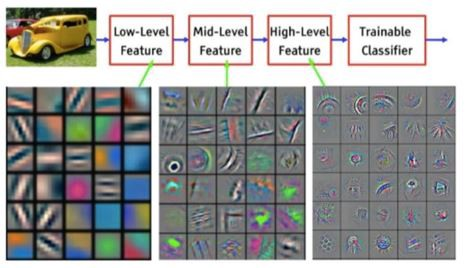 Low-Level
Feature
Mid-Level
Feature
High-Level
Feature
Trainable
Classifier